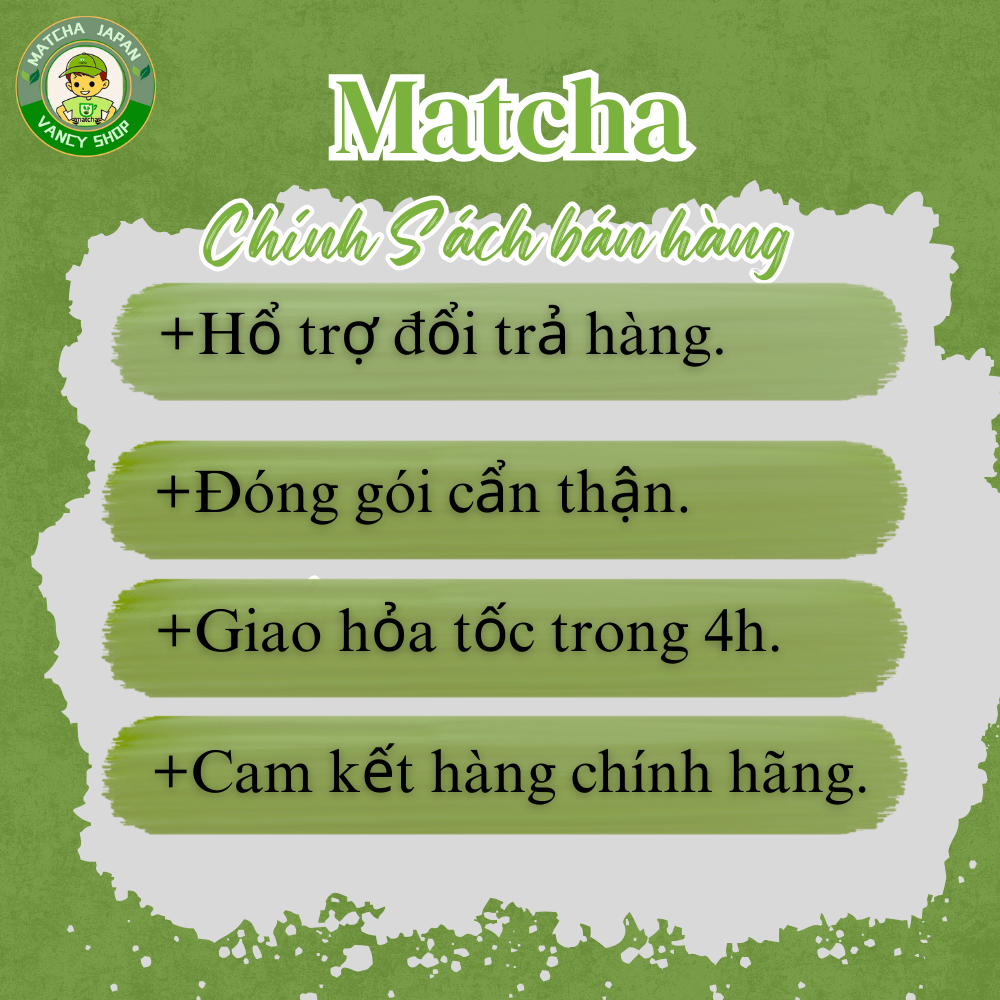 MATCHA JAPAN
matcha
VANCY SHOP
Matcha
Chính Sách bán hàng
+Hổ trợ đổi trả hàng.
+Đóng gói cẩn thận.
+Giao hỏa tốc trong 4h.
+Cam kết hàng chính hãng.